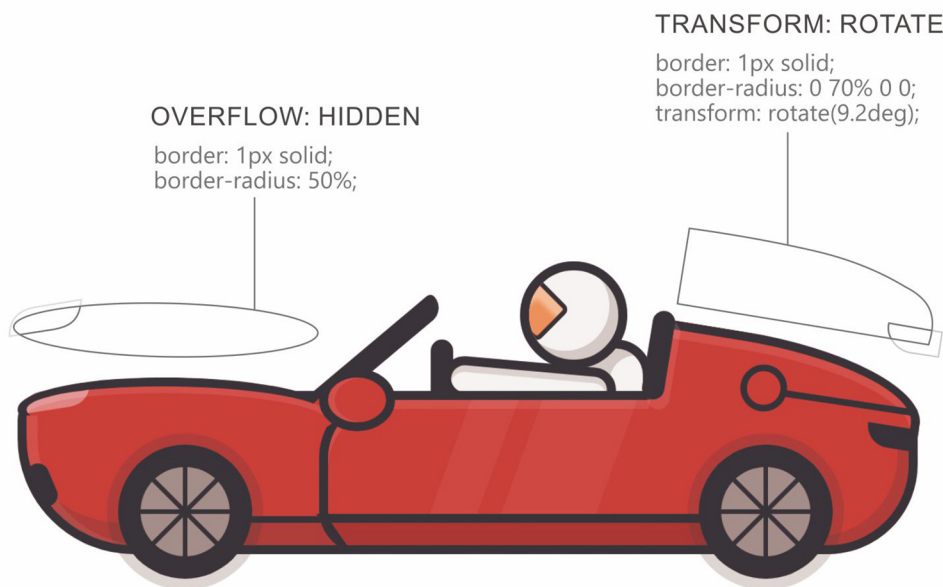 TRANSFORM: ROTATE
border: 1px solid;
border-radius: 0 70% 0 0;
transform: rotate(9.2deg);
OVERFLOW: HIDDEN
border: 1px solid;
border-radius: 50%;